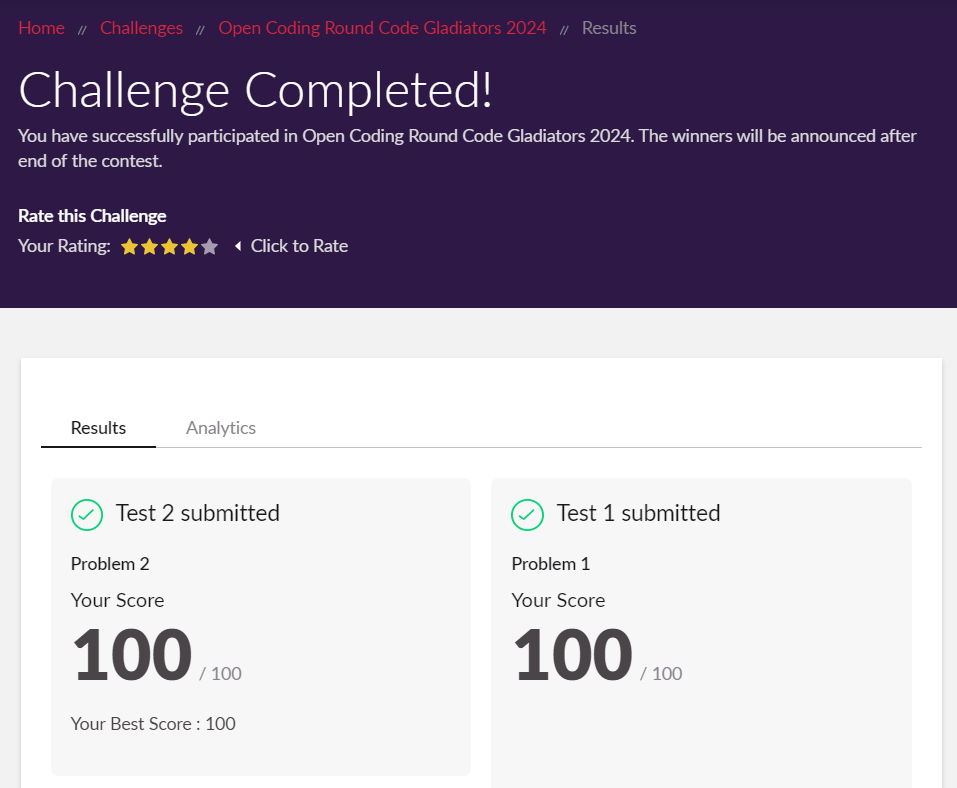 Home // Challenges // Open Coding Round Code Gladiators 2024 // Results
Challenge Completed!
You have successfully participated in Open Coding Round Code Gladiators 2024. The winners will be announced after
end of the contest.
Rate this Challenge
Your Rating: Click to Rate
Results Analytics
Test 2 submitted
Problem 2
Your Score
100 / 100
Your Best Score : 100
Test 1 submitted
Problem 1
Your Score
100 / 100